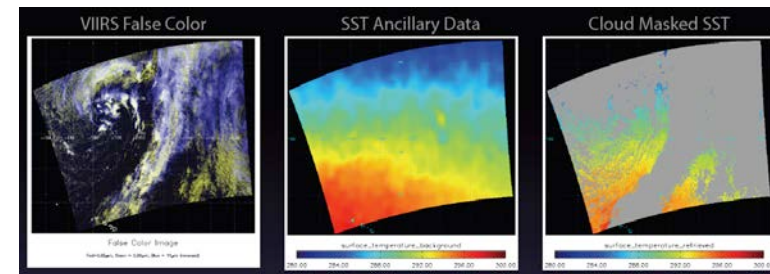 VIIRS False Color
SST Ancillary Data
Cloud Masked SST
False Color Image
surface_temperature_background
surface_temperature_retrieved
280.00 284.00 288.00 292.00 296.00 300.00
280.00 284.00 288.00 292.00 296.00 300.00